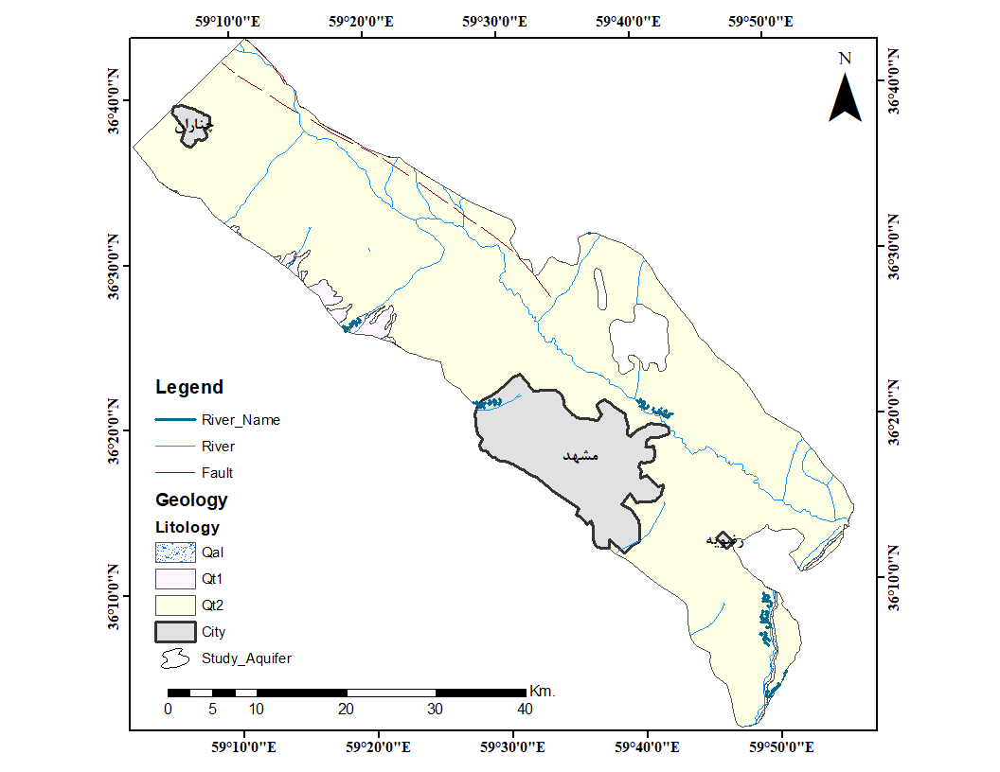 59°10'0"E 59°20'0"E 59°30'0"E 59°40'0"E 59°50'0"E
N
36°40'0"N
36°40'0"N
چناران
36°30'0"N
36°30'0"N
36°20'0"N
36°20'0"N
مشهد
رضویه
36°10'0"N
36°10'0"N
Legend
River_Name
River
Fault
Geology
Litology
Qal
Qt1
Qt2
City
Study_Aquifer
Km.
0 5 10 20 30 40
59°10'0"E 59°20'0"E 59°30'0"E 59°40'0"E 59°50'0"E